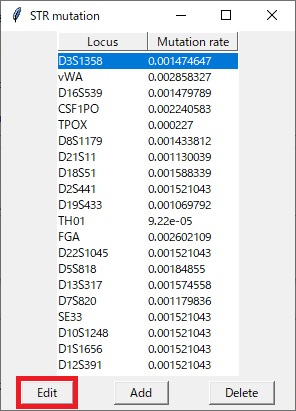 STR mutation
Locus Mutation rate
D3S1358 0.001474647
vWA 0.002858327
D16S539 0.001479789
CSF1PO 0.002240583
TPOX 0.000227
D8S1179 0.001433812
D21S11 0.001130039
D18S51 0.001588339
D2S441 0.001521043
D19S433 0.001069792
TH01 9.22e-05
FGA 0.002602109
D22S1045 0.001521043
D5S818 0.00184855
D13S317 0.001574558
D7S820 0.001179836
SE33 0.001521043
D10S1248 0.001521043
D1S1656 0.001521043
D12S391 0.001521043
Edit Add Delete